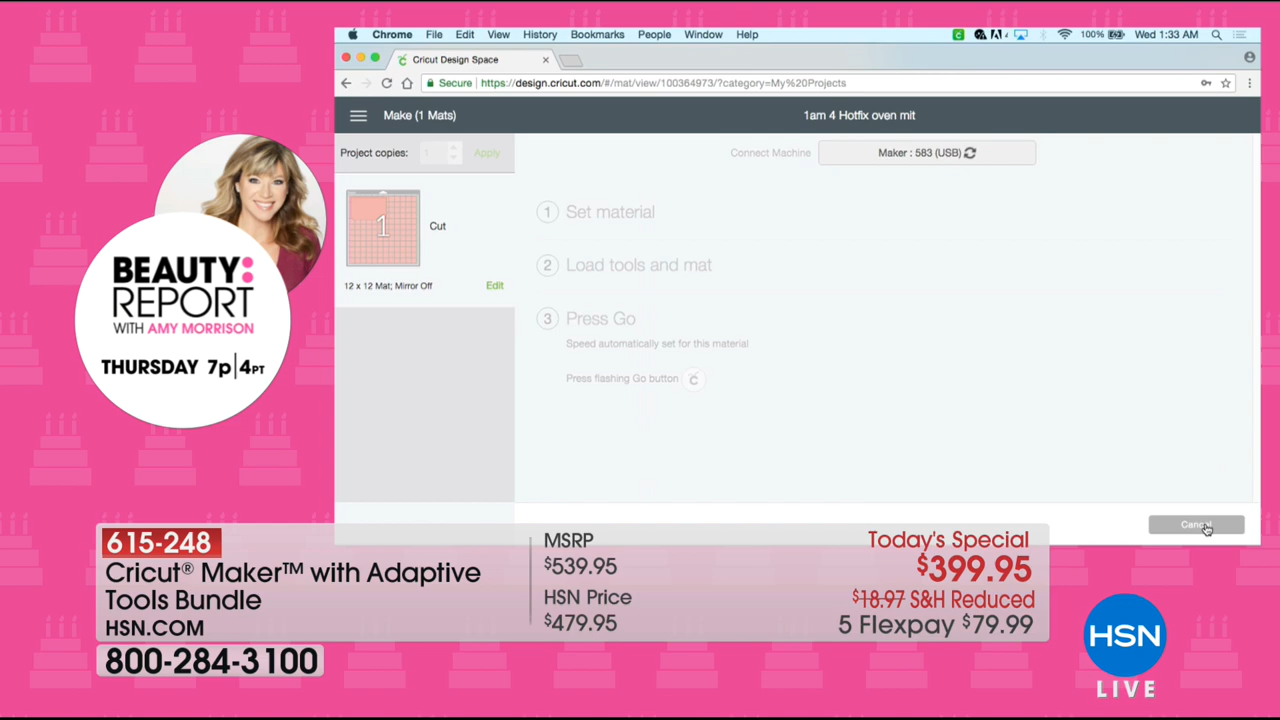 Chrome File Edit View History Bookmarks People Window Help
100%
Wed 1:33 AM
Cricut Design Space
Secure https://design.cricut.com/#/mat/view/100364973/?category=My%20Projects
Make (1 Mats)
1am 4 Hotfix oven mit
Project copies: 1 Apply
Connect Machine
Maker : 583 (USB)
1
Cut
12 x 12 Mat; Mirror Off
Edit
1 Set material
2 Load tools and mat
3 Press Go
Speed automatically set for this material
Press flashing Go button
Cancel
BEAUTY:
REPORT
WITH AMY MORRISON
THURSDAY 7p|4PT
615-248
Cricut® Maker™ with Adaptive
Tools Bundle
HSN.COM
800-284-3100
MSRP
$539.95
HSN Price
$479.95
Today's Special
$399.95
$18.97 S&H Reduced
5 Flexpay $79.99
HSN
LIVE